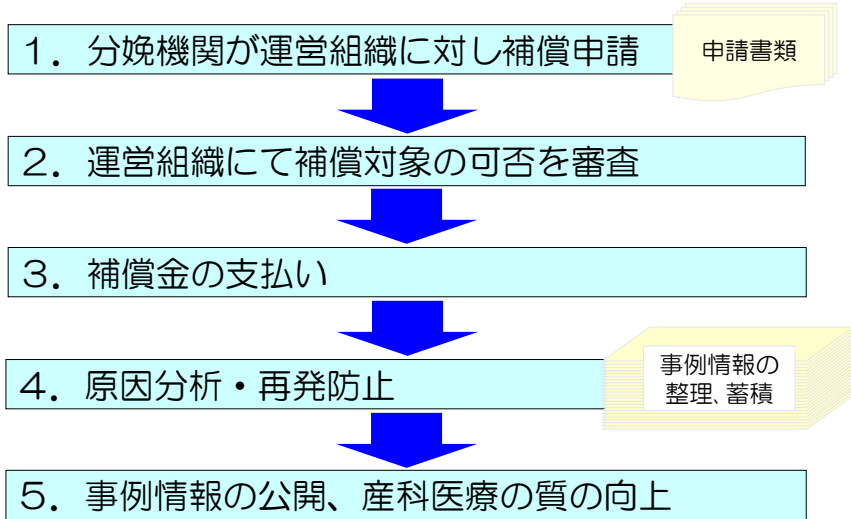 １．分娩機関が運営組織に対し補償申請
申請書類
２．運営組織にて補償対象の可否を審査
３．補償金の支払い
４．原因分析・再発防止
事例情報の
整理、蓄積
５．事例情報の公開、産科医療の質の向上